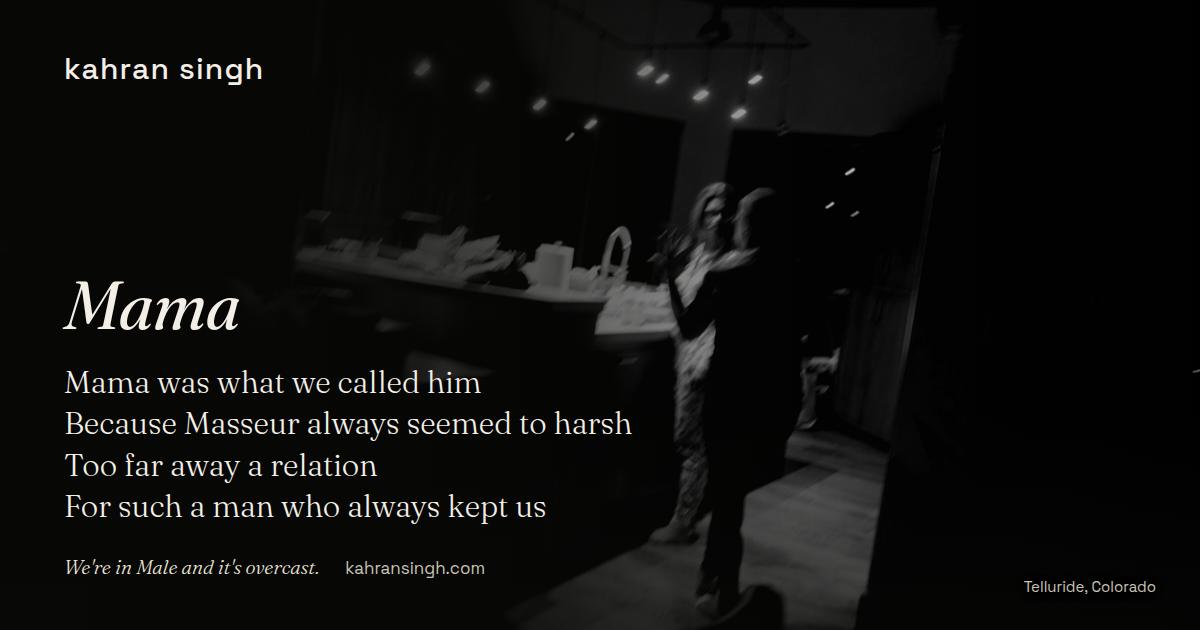 kahran singh
Mama
Mama was what we called him
Because Masseur always seemed to harsh
Too far away a relation
For such a man who always kept us
We're in Male and it's overcast.
kahransingh.com
Telluride, Colorado